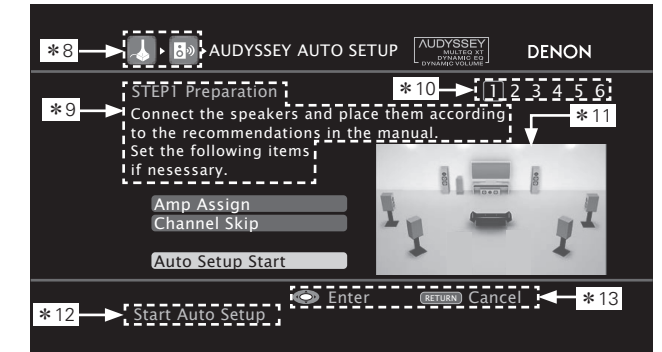 *8 AUDYSSEY AUTO SETUP AUDYSSEY MULTEQ XT DYNAMIC EQ DYNAMIC VOLUME DENON
*10 1 2 3 4 5 6
*9 STEP1 Preparation
*11
Connect the speakers and place them according
to the recommendations in the manual.
Set the following items
if nesessary.
Amp Assign
Channel Skip
Auto Setup Start
Enter RETURN Cancel *13
*12 Start Auto Setup